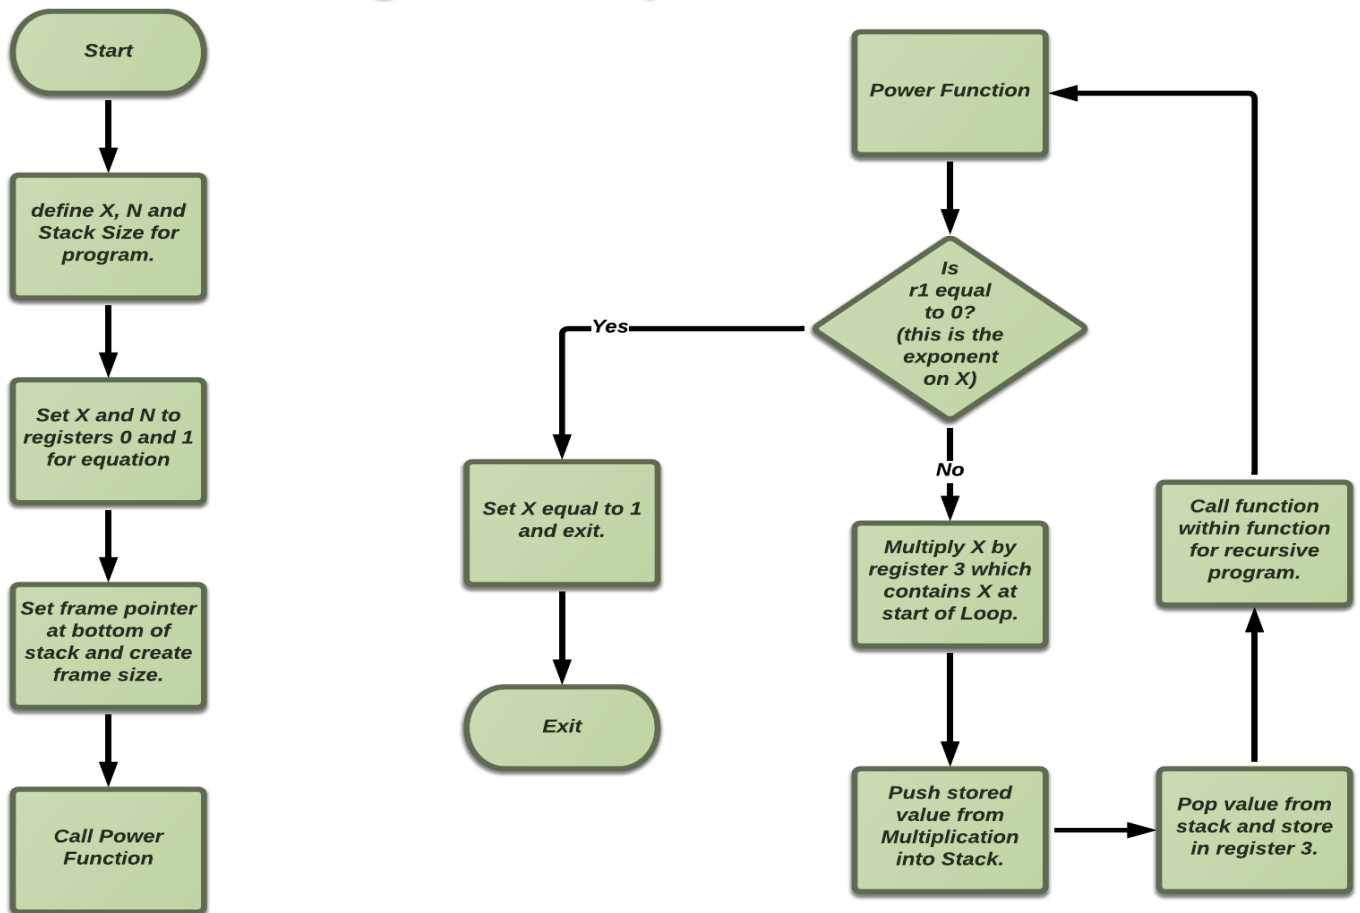 Start
define X, N and
Stack Size for
program.
Set X and N to
registers 0 and 1
for equation
Set frame pointer
at bottom of
stack and create
frame size.
Call Power
Function
Power Function
Is
r1 equal
to 0?
(this is the
exponent
on X)
Yes
Set X equal to 1
and exit.
Exit
No
Multiply X by
register 3 which
contains X at
start of Loop.
Push stored
value from
Multiplication
into Stack.
Pop value from
stack and store
in register 3.
Call function
within function
for recursive
program.